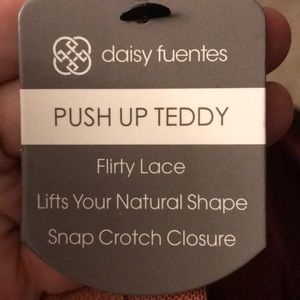 daisy fuentes
PUSH UP TEDDY
Flirty Lace
Lifts Your Natural Shape
Snap Crotch Closure